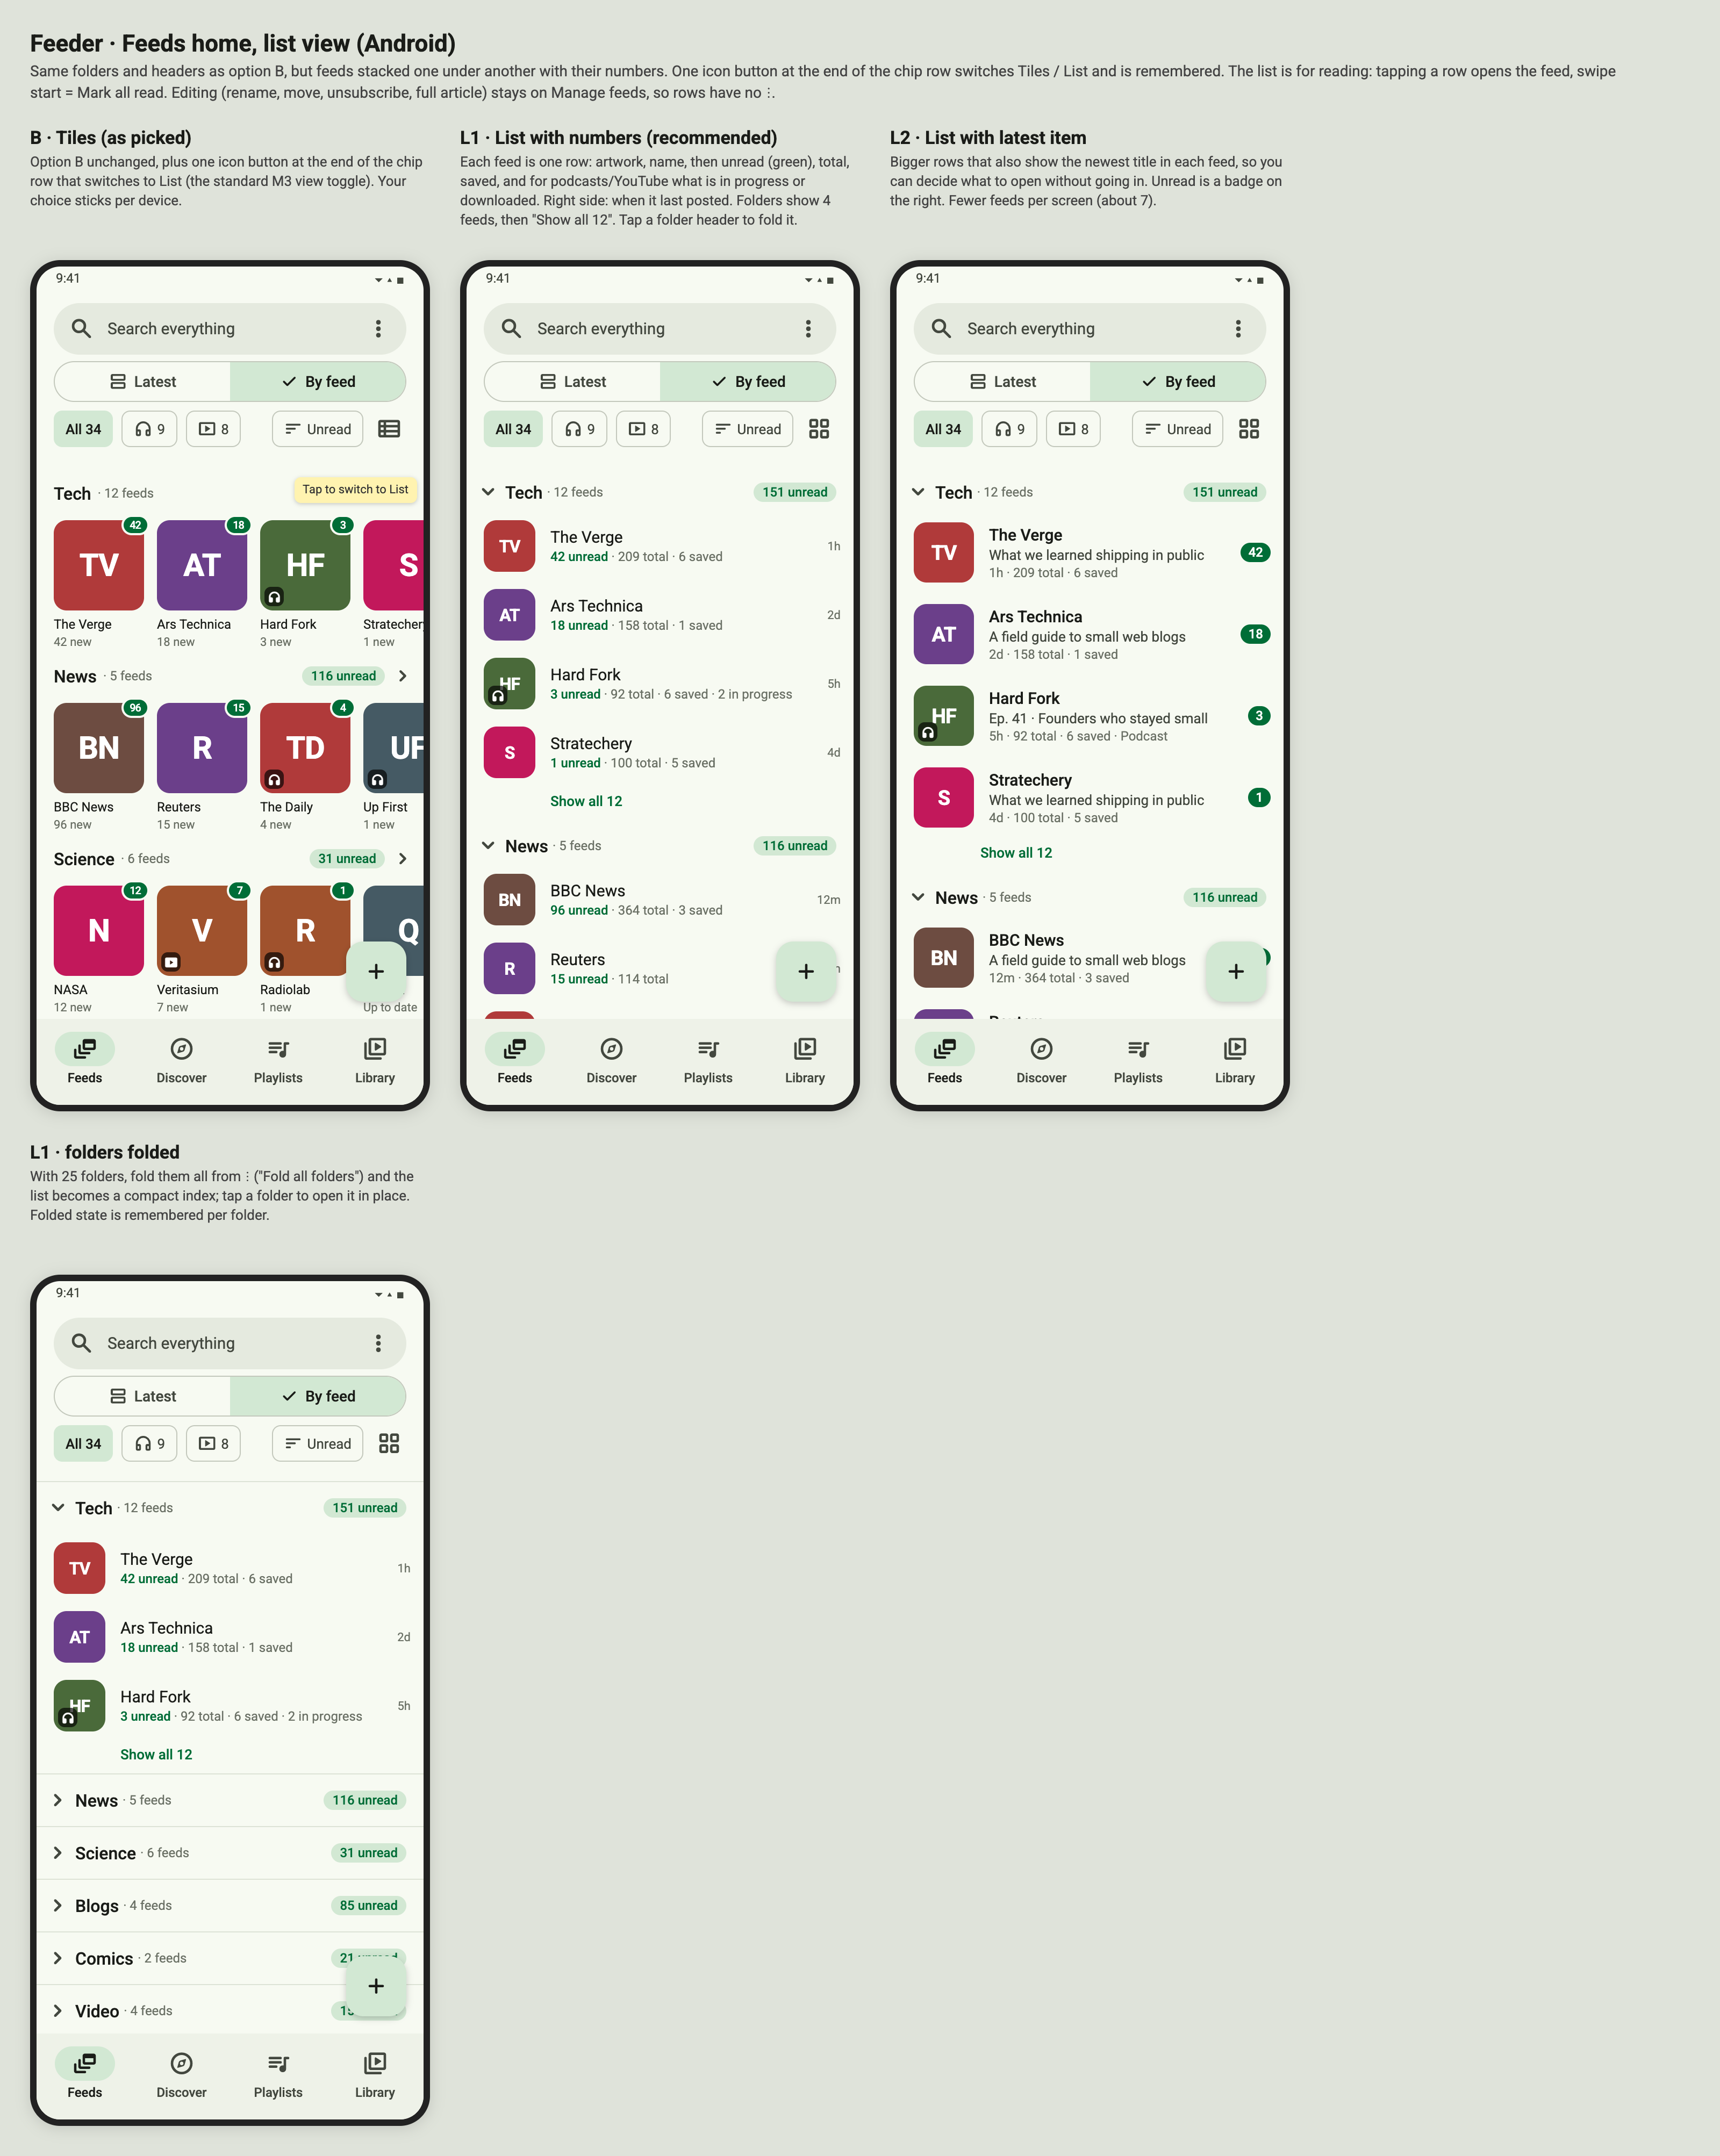 Feeder · Feeds home, list view (Android)
Same folders and headers as option B, but feeds stacked one under another with their numbers. One icon button at the end of the chip row switches Tiles / List and is remembered. The list is for reading: tapping a row opens the feed, swipe
start = Mark all read. Editing (rename, move, unsubscribe, full article) stays on Manage feeds, so rows have no ⋮.
B · Tiles (as picked)
Option B unchanged, plus one icon button at the end of the chip
row that switches to List (the standard M3 view toggle). Your
choice sticks per device.
9:41
Search everything
Latest
By feed
All 34
9
8
Unread
Tech · 12 feeds
Tap to switch to List
42
18
3
TV
AT
HF
S
The Verge
Ars Technica
Hard Fork
Stratechery
42 new
18 new
3 new
1 new
News · 5 feeds
116 unread
96
15
4
BN
R
TD
UF
BBC News
Reuters
The Daily
Up First
96 new
15 new
4 new
1 new
Science · 6 feeds
31 unread
12
7
1
N
V
R
Q
NASA
Veritasium
Radiolab
12 new
7 new
1 new
Up to date
Feeds
Discover
Playlists
Library
L1 · List with numbers (recommended)
Each feed is one row: artwork, name, then unread (green), total,
saved, and for podcasts/YouTube what is in progress or
downloaded. Right side: when it last posted. Folders show 4
feeds, then "Show all 12". Tap a folder header to fold it.
9:41
Search everything
Latest
By feed
All 34
9
8
Unread
Tech · 12 feeds
151 unread
TV
The Verge
42 unread · 209 total · 6 saved
1h
AT
Ars Technica
18 unread · 158 total · 1 saved
2d
HF
Hard Fork
3 unread · 92 total · 6 saved · 2 in progress
5h
S
Stratechery
1 unread · 100 total · 5 saved
4d
Show all 12
News · 5 feeds
116 unread
BN
BBC News
96 unread · 364 total · 3 saved
12m
R
Reuters
15 unread · 114 total
Feeds
Discover
Playlists
Library
L2 · List with latest item
Bigger rows that also show the newest title in each feed, so you
can decide what to open without going in. Unread is a badge on
the right. Fewer feeds per screen (about 7).
9:41
Search everything
Latest
By feed
All 34
9
8
Unread
Tech · 12 feeds
151 unread
TV
The Verge
What we learned shipping in public
1h · 209 total · 6 saved
42
AT
Ars Technica
A field guide to small web blogs
2d · 158 total · 1 saved
18
HF
Hard Fork
Ep. 41 · Founders who stayed small
5h · 92 total · 6 saved · Podcast
3
S
Stratechery
What we learned shipping in public
4d · 100 total · 5 saved
1
Show all 12
News · 5 feeds
116 unread
BN
BBC News
A field guide to small web blogs
12m · 364 total · 3 saved
Feeds
Discover
Playlists
Library
L1 · folders folded
With 25 folders, fold them all from ⋮ ("Fold all folders") and the
list becomes a compact index; tap a folder to open it in place.
Folded state is remembered per folder.
9:41
Search everything
Latest
By feed
All 34
9
8
Unread
Tech · 12 feeds
151 unread
TV
The Verge
42 unread · 209 total · 6 saved
1h
AT
Ars Technica
18 unread · 158 total · 1 saved
2d
HF
Hard Fork
3 unread · 92 total · 6 saved · 2 in progress
5h
Show all 12
News · 5 feeds
116 unread
Science · 6 feeds
31 unread
Blogs · 4 feeds
85 unread
Comics · 2 feeds
Video · 4 feeds
Feeds
Discover
Playlists
Library